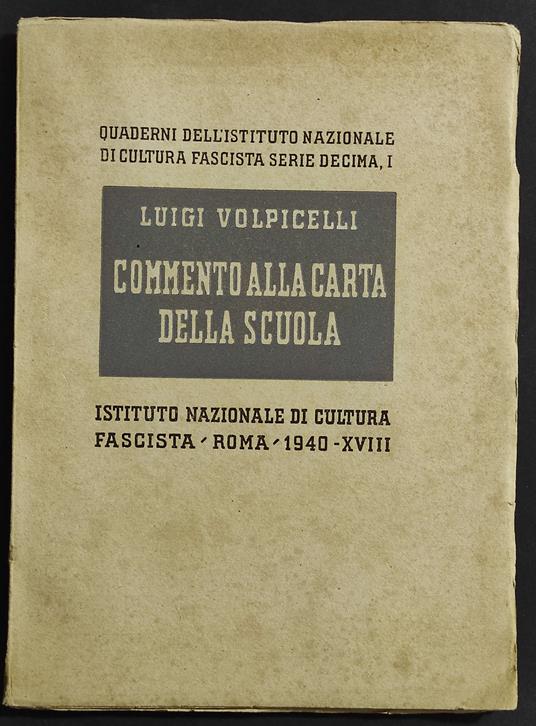 QUADERNI DELL'ISTITUTO NAZIONALE
DI CULTURA FASCISTA SERIE DECIMA, I
LUIGI VOLPICELLI
COMMENTO ALLA CARTA
DELLA SCUOLA
ISTITUTO NAZIONALE DI CULTURA
FASCISTA - ROMA - 1940 - XVIII